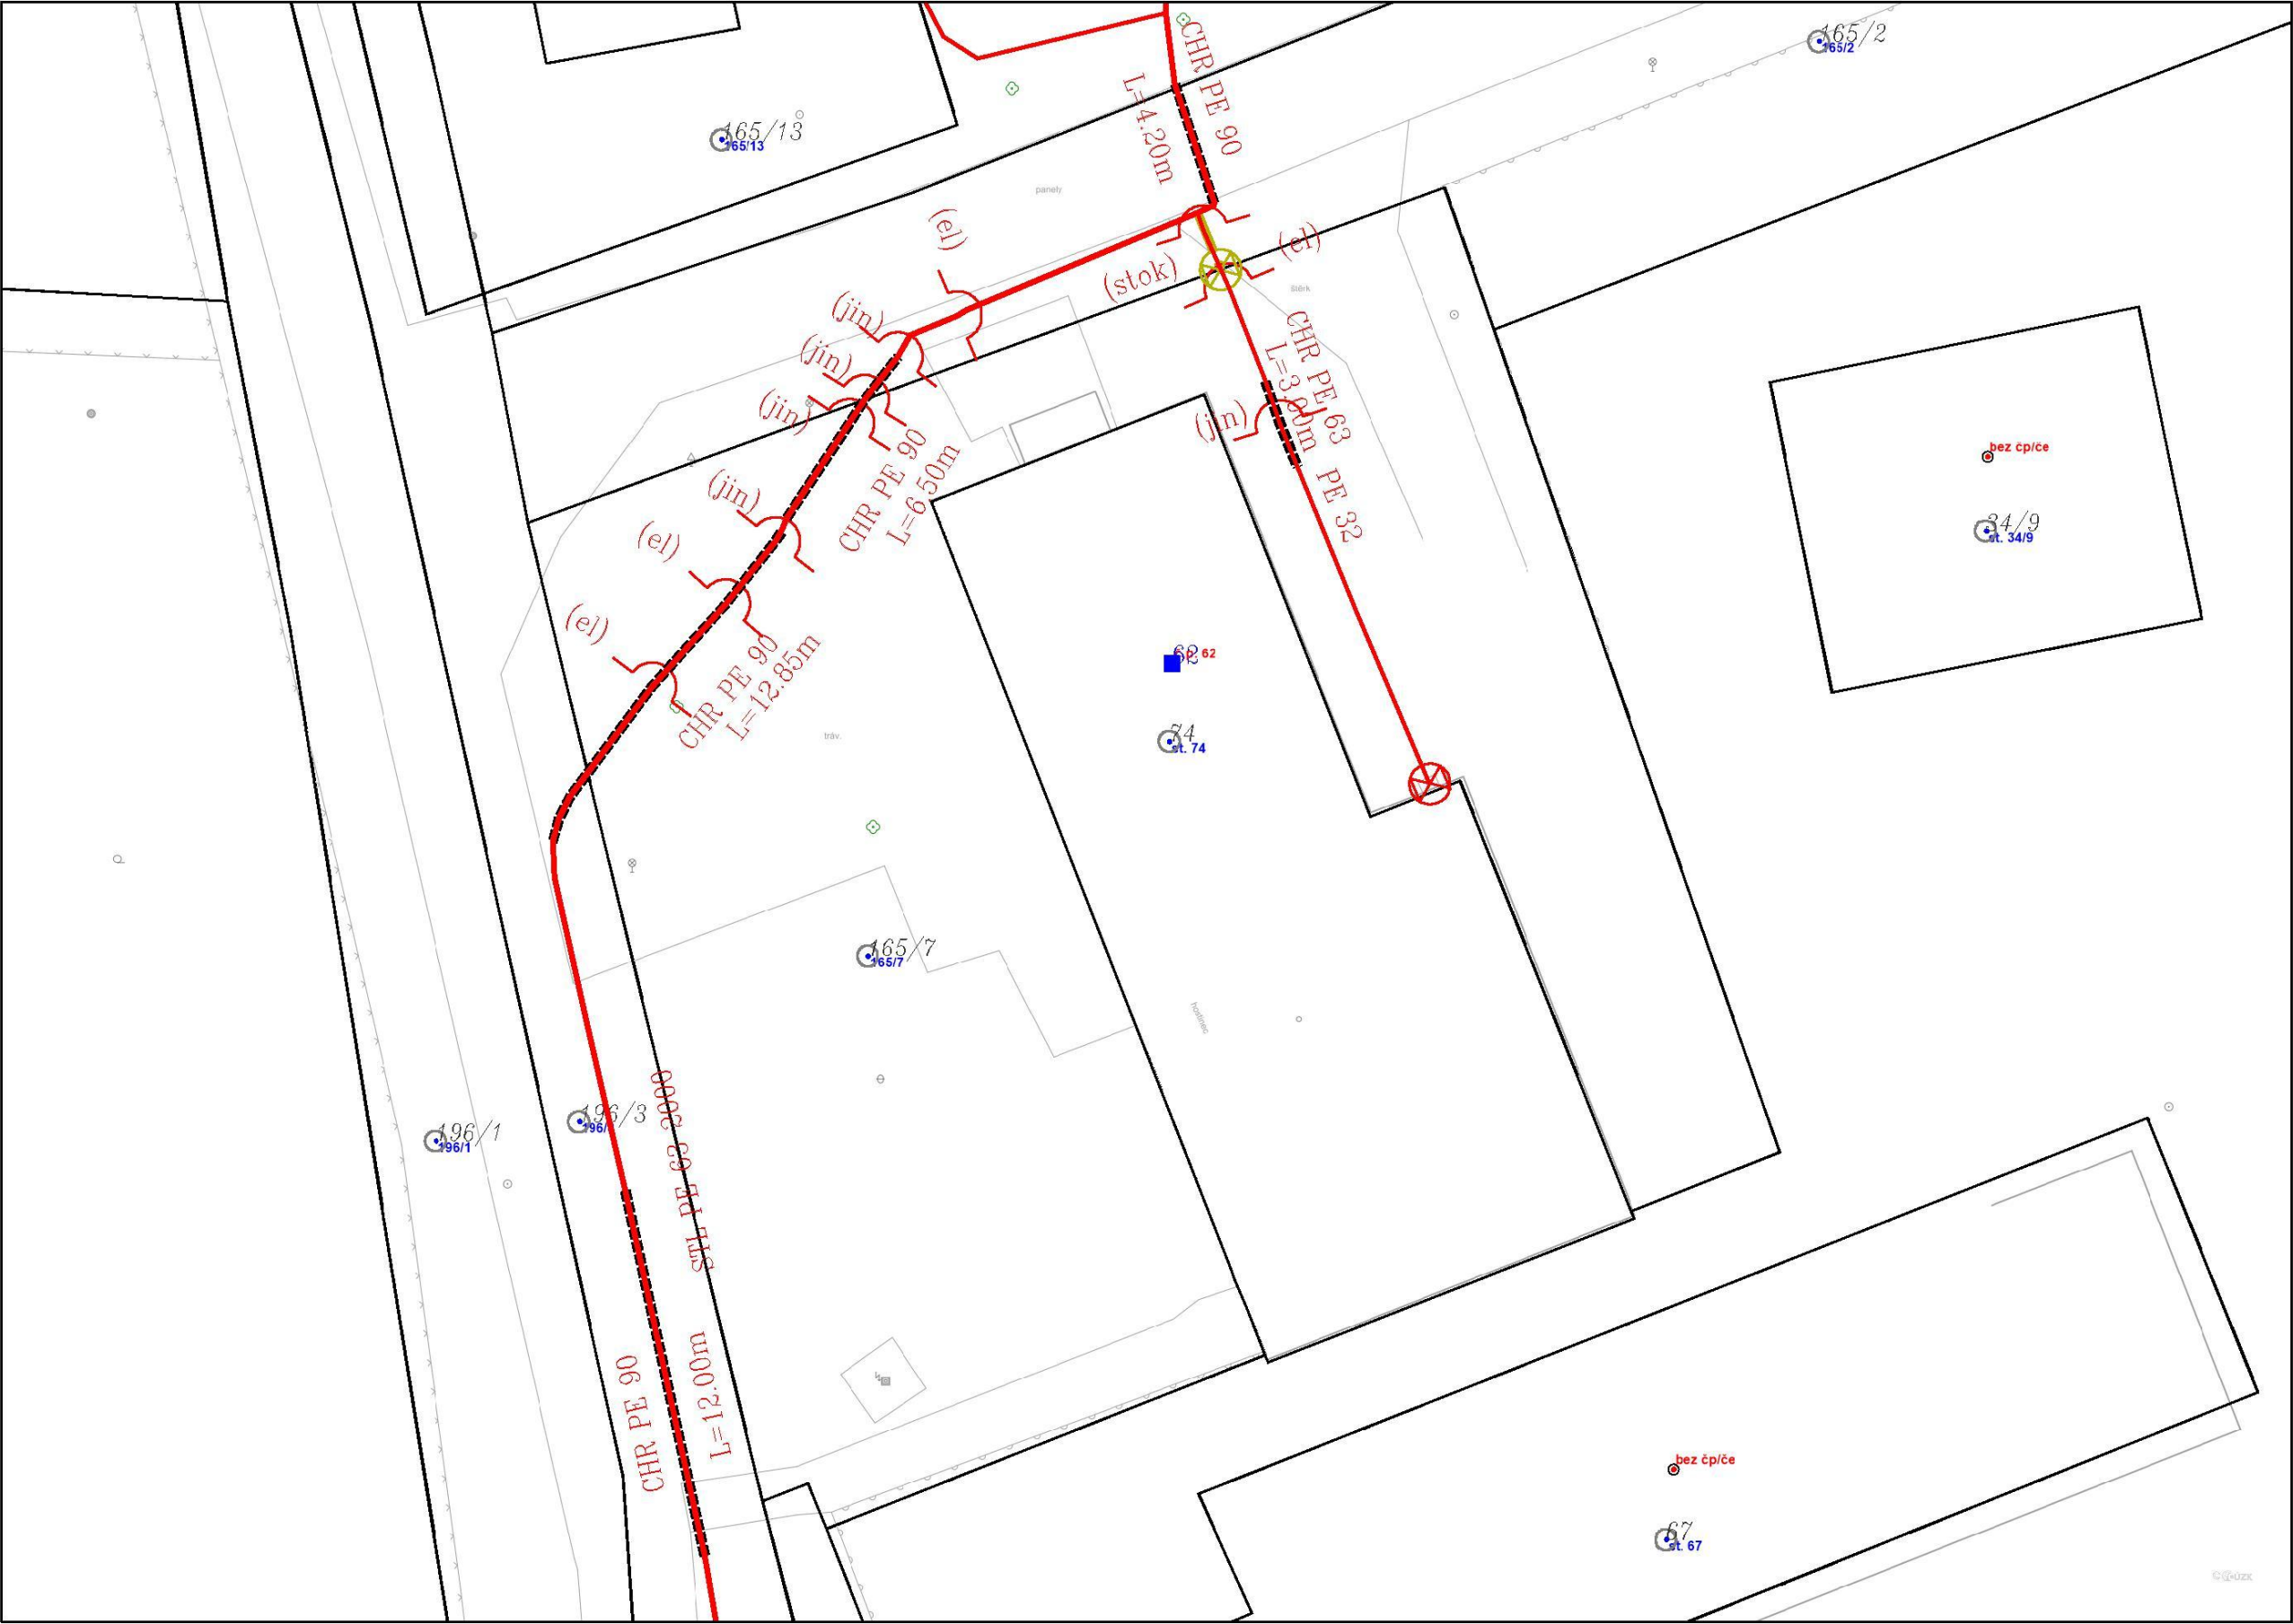 165/2
165/2
CHR PE 90
L=4.20m
165/13
165/13
panely
(el)
(el)
(stok)
štěrk
(jin)
(jin)
(jin)
CHR PE 63
L=3.90m
(jin)
PE 32
CHR PE 90
L=6.50m
(jin)
(el)
bez čp/če
34/9
st. 34/9
(el)
CHR PE 90
L=12.85m
62
č.p. 62
74
st. 74
tráv.
165/7
165/7
hostinec
STL PE 63 2000
196/1
196/1
196/3
CHR PE 90
L=12.00m
bez čp/če
67
st. 67